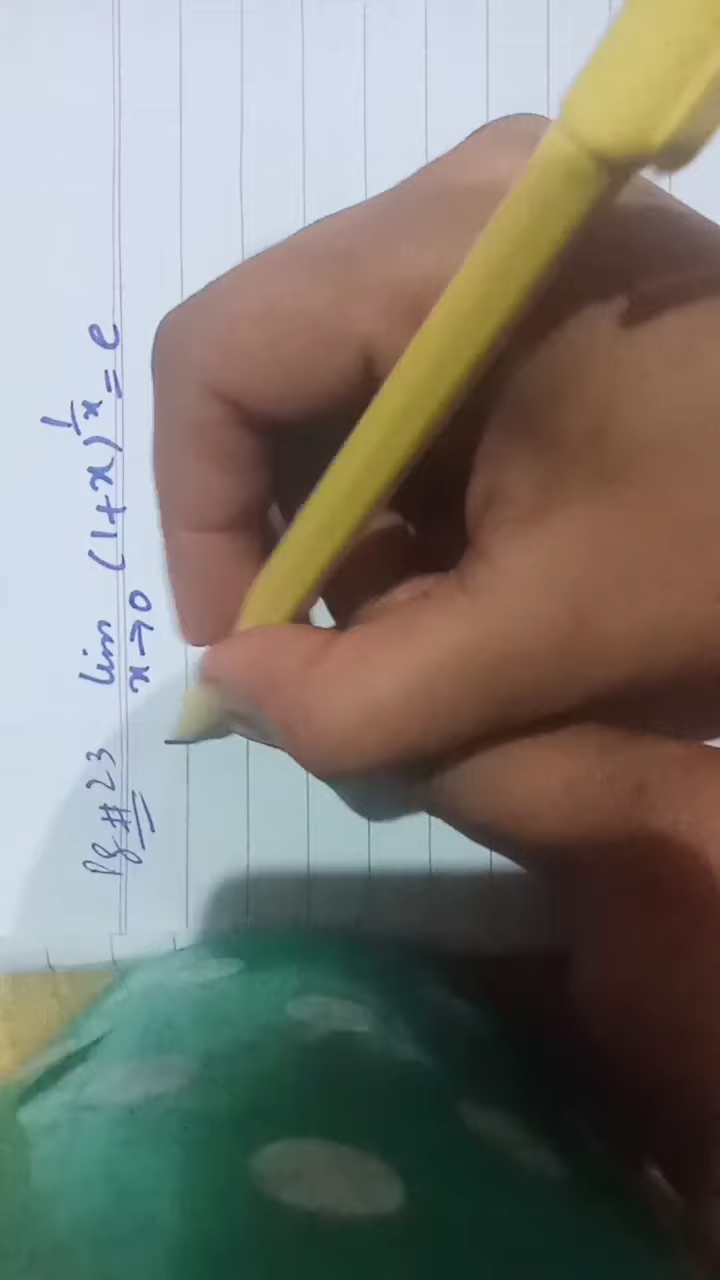 Pg # 23 lim (1+x)^1/x = e
x→0